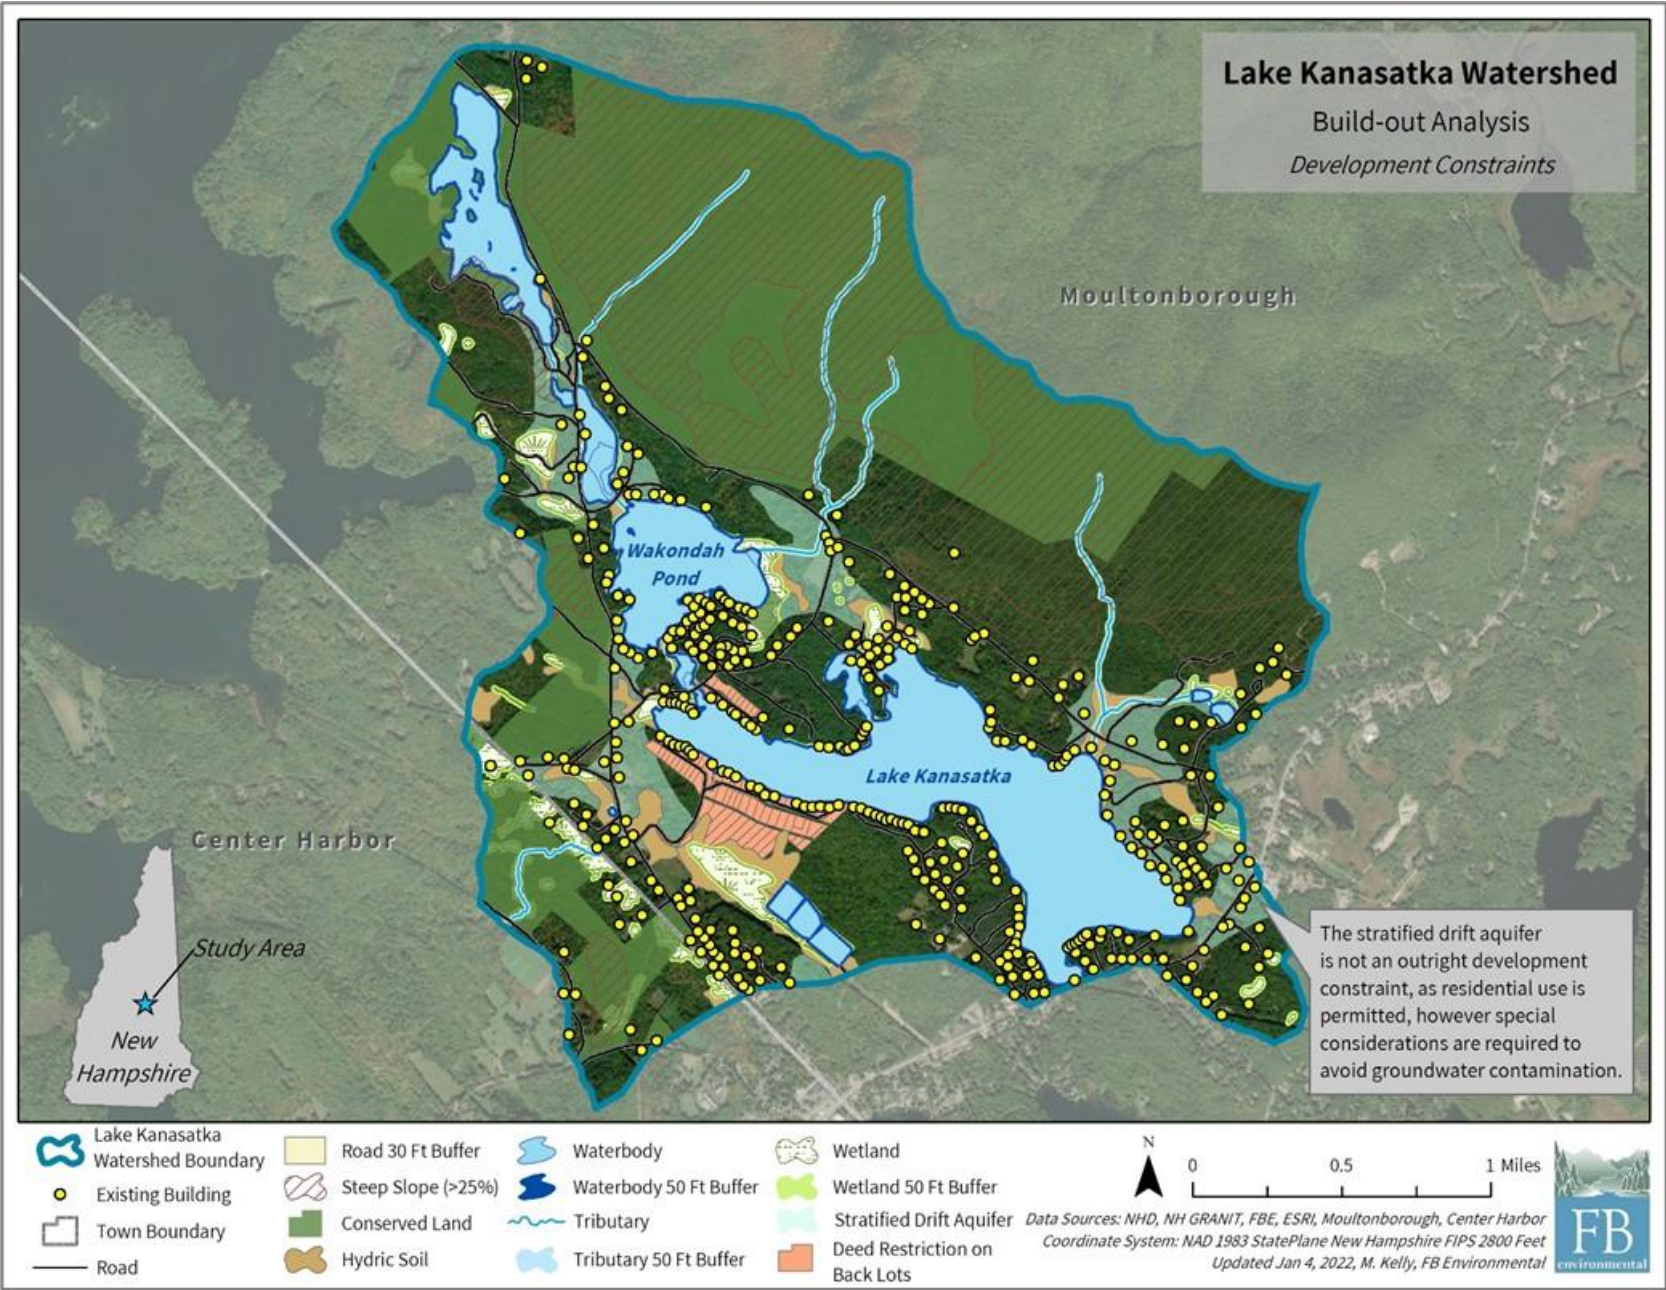 Lake Kanasatka Watershed
Build-out Analysis
Development Constraints
Moultonborough
Wakondah
Pond
Lake Kanasatka
Center Harbor
Study Area
New
Hampshire
The stratified drift aquifer
is not an outright development
constraint, as residential use is
permitted, however special
considerations are required to
avoid groundwater contamination.
Lake Kanasatka
Watershed Boundary
Existing Building
Town Boundary
Road
Road 30 Ft Buffer
Steep Slope (>25%)
Conserved Land
Hydric Soil
Waterbody
Waterbody 50 Ft Buffer
Tributary
Tributary 50 Ft Buffer
Wetland
Wetland 50 Ft Buffer
Stratified Drift Aquifer
Deed Restriction on
Back Lots
N
0 0.5 1 Miles
Data Sources: NHD, NH GRANIT, FBE, ESRI, Moultonborough, Center Harbor
Coordinate System: NAD 1983 StatePlane New Hampshire FIPS 2800 Feet
Updated Jan 4, 2022, M. Kelly, FB Environmental
FB
environmental